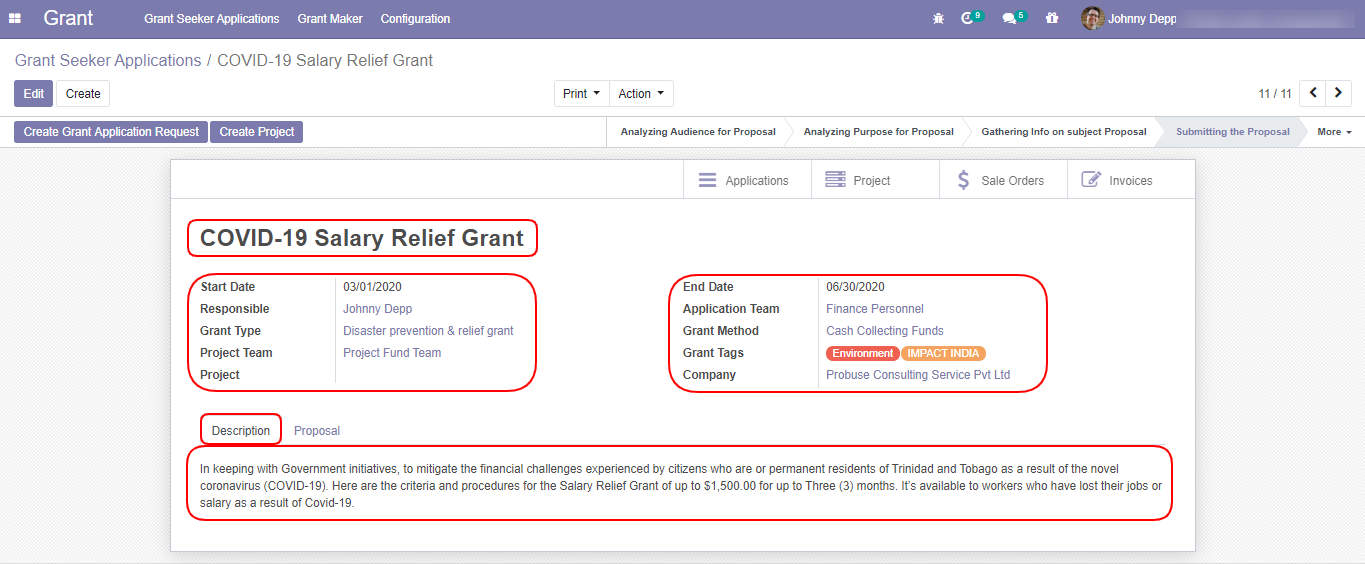 Grant Grant Seeker Applications Grant Maker Configuration 9 5 Johnny Depp
Grant Seeker Applications / COVID-19 Salary Relief Grant
Edit Create Print Action 11 / 11
Create Grant Application Request Create Project Analyzing Audience for Proposal Analyzing Purpose for Proposal Gathering Info on subject Proposal Submitting the Proposal More
Applications Project Sale Orders Invoices
COVID-19 Salary Relief Grant
Start Date 03/01/2020 End Date 06/30/2020
Responsible Johnny Depp Application Team Finance Personnel
Grant Type Disaster prevention & relief grant Grant Method Cash Collecting Funds
Project Team Project Fund Team Grant Tags Environment IMPACT INDIA
Project Company Probuse Consulting Service Pvt Ltd
Description Proposal
In keeping with Government initiatives, to mitigate the financial challenges experienced by citizens who are or permanent residents of Trinidad and Tobago as a result of the novel
coronavirus (COVID-19). Here are the criteria and procedures for the Salary Relief Grant of up to $1,500.00 for up to Three (3) months. It's available to workers who have lost their jobs or
salary as a result of Covid-19.